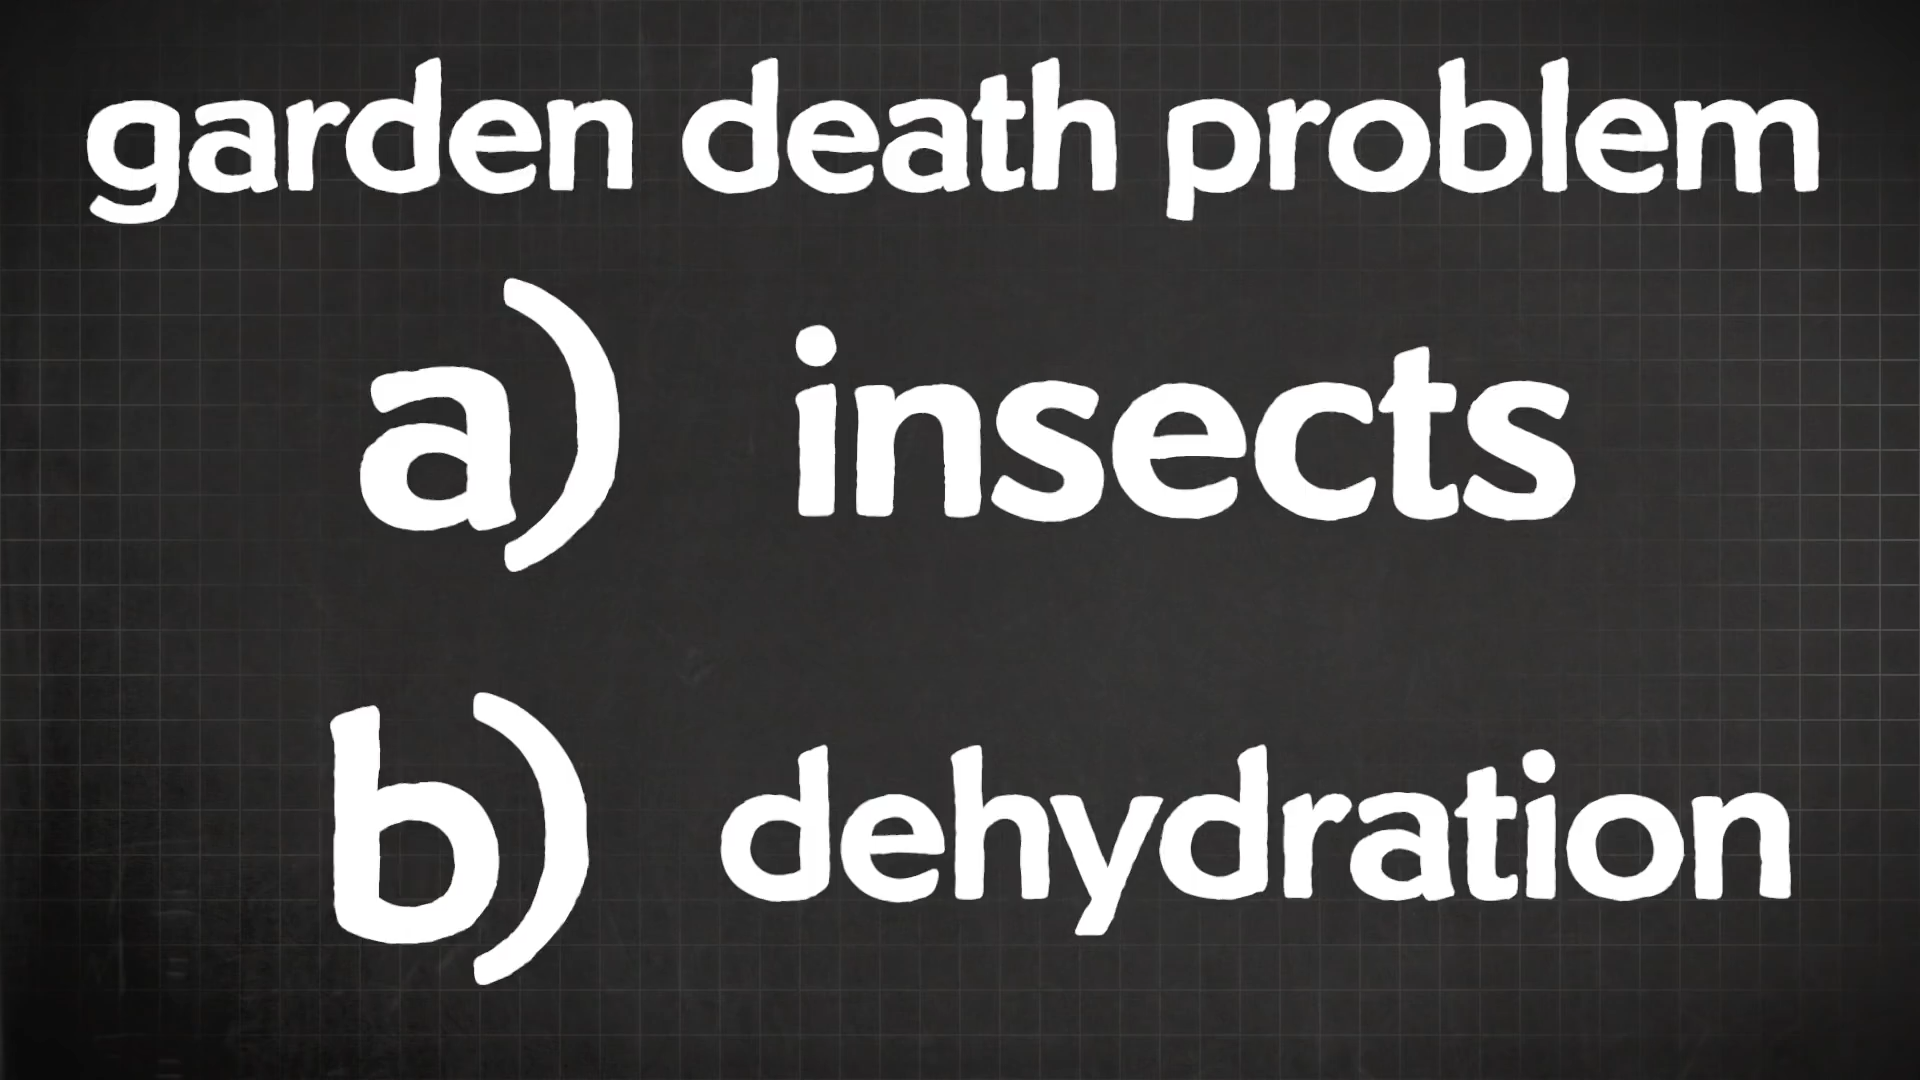 garden death problem
a) insects
b) dehydration